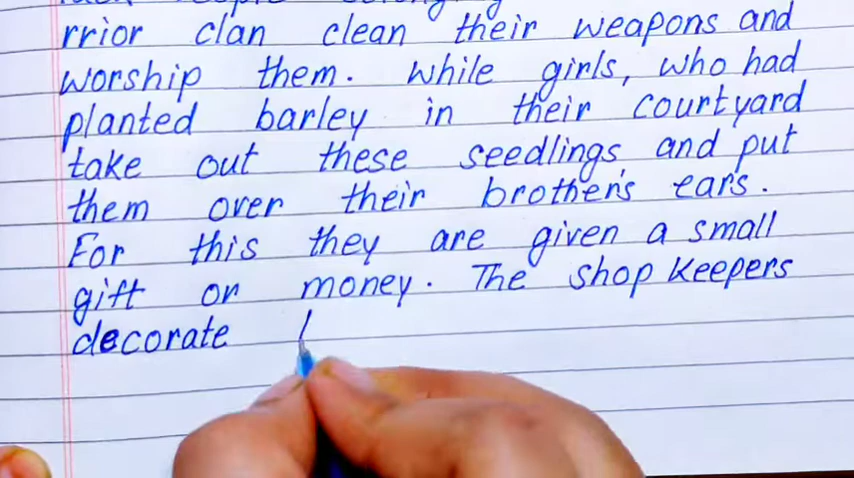 rrior clan clean their weapons and
worship them. While girls, who had
planted barley in their courtyard
take out these seedlings and put
them over their brother's ears.
For this they are given a small
gift or money. The shop keepers
decorate